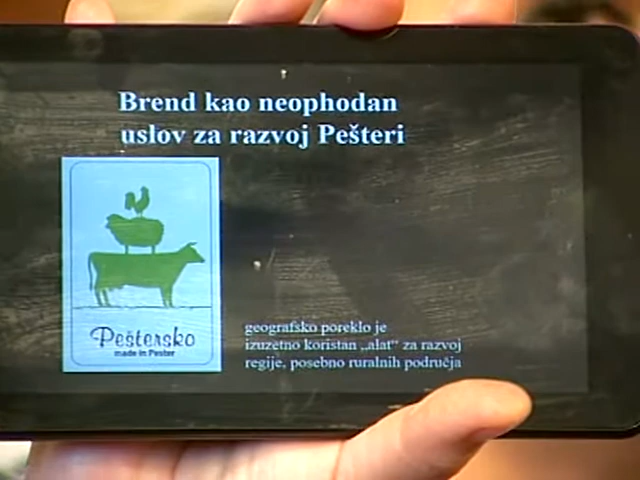 Brend kao neophodan
uslov za razvoj Pešteri
Peštersko
made in Pester
geografsko poreklo je
izuzetno koristan „alat“ za razvoj
regije, posebno ruralnih područja